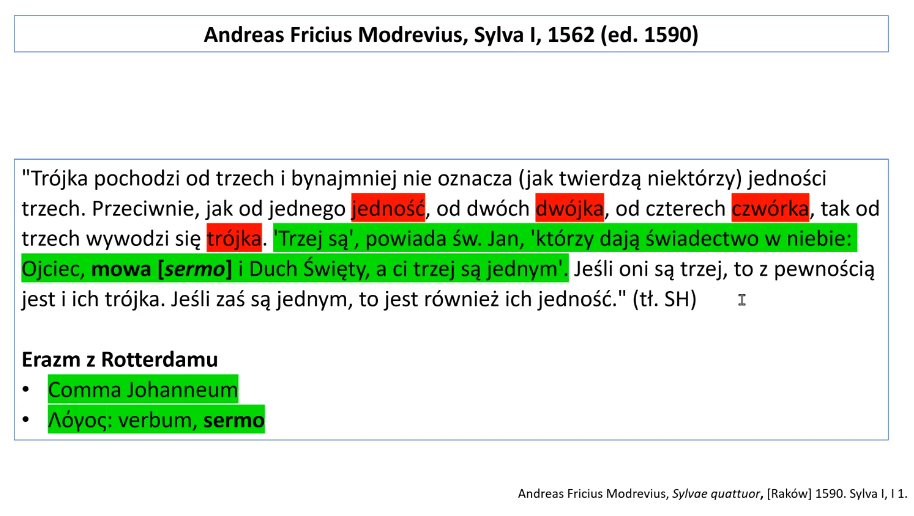 Andreas Fricius Modrevius, Sylva I, 1562 (ed. 1590)
"Trójka pochodzi od trzech i bynajmniej nie oznacza (jak twierdzą niektórzy) jedności
trzech. Przeciwnie, jak od jednego jedność, od dwóch dwójka, od czterech czwórka, tak od
trzech wywodzi się trójka. 'Trzej są', powiada św. Jan, 'którzy dają świadectwo w niebie:
Ojciec, mowa [sermo] i Duch Święty, a ci trzej są jednym'. Jeśli oni są trzej, to z pewnością
jest i ich trójka. Jeśli zaś są jednym, to jest również ich jedność." (tł. SH)
Erazm z Rotterdamu
• Comma Johanneum
• Λόγος: verbum, sermo
Andreas Fricius Modrevius, Sylvae quattuor, [Raków] 1590. Sylva I, I 1.